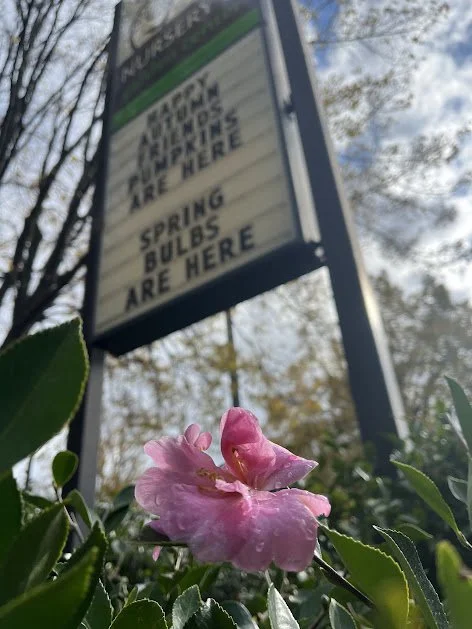 NURSERY
HAPPY
AUTUMN
FRIENDS
PUMPKINS
ARE HERE
SPRING
BULBS
ARE HERE